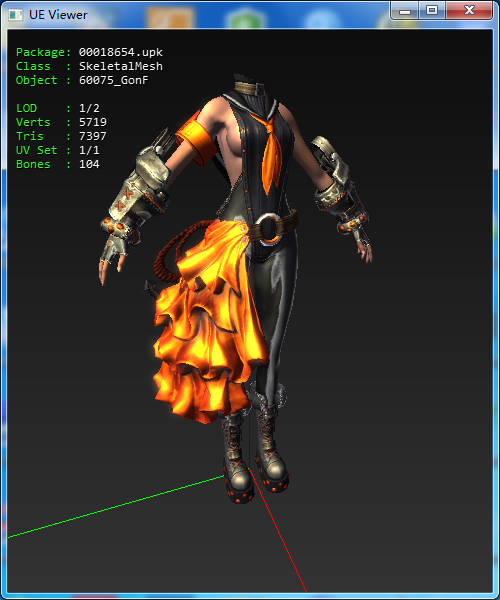 UE Viewer
Package: 00018654.upk
Class : SkeletalMesh
Object : 60075_GonF
LOD : 1/2
Verts : 5719
Tris : 7397
UV Set : 1/1
Bones : 104